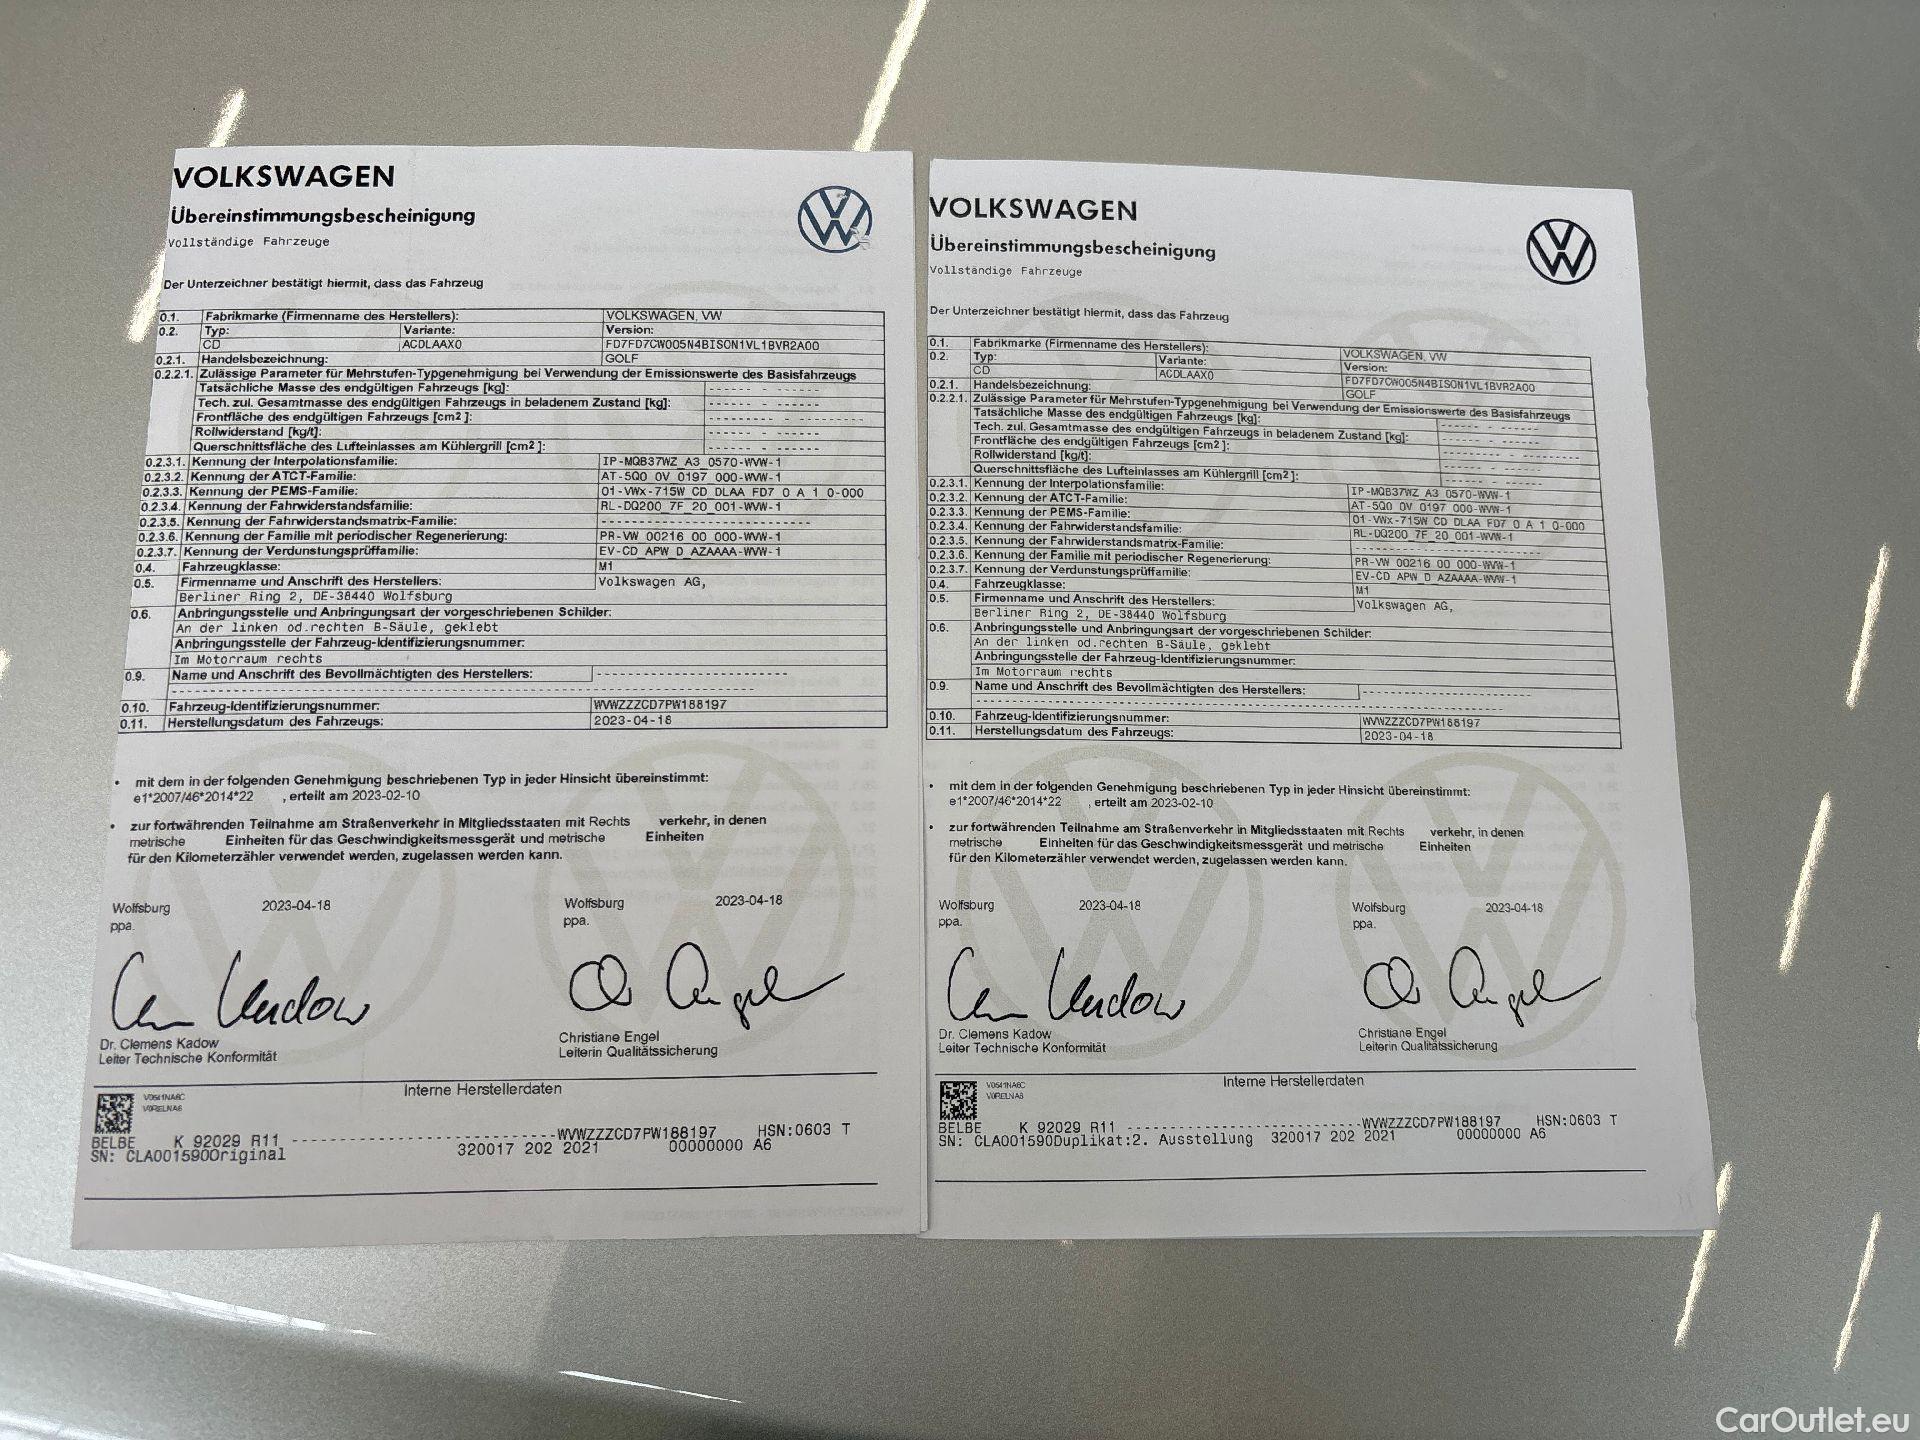 VOLKSWAGEN
Übereinstimmungsbescheinigung
Vollständige Fahrzeuge
Der Unterzeichner bestätigt hiermit, dass das Fahrzeug
0.1. Fabrikmarke (Firmenname des Herstellers): VOLKSWAGEN, VW
0.2. Typ: Variante: Version:
CD ACDLAAX0 FD7FD7CW005N4BISON1VL1BVR2A00
0.2.1. Handelsbezeichnung: GOLF
0.2.2.1. Zulässige Parameter für Mehrstufen-Typgenehmigung bei Verwendung der Emissionswerte des Basisfahrzeugs
Tatsächliche Masse des endgültigen Fahrzeugs [kg]: ------ - ------
Tech. zul. Gesamtmasse des endgültigen Fahrzeugs in beladenem Zustand [kg]: ------ - ------
Frontfläche des endgültigen Fahrzeugs [cm2]: ------ - ------------
Rollwiderstand [kg/t]: ------ - ------
Querschnittsfläche des Lufteinlasses am Kühlergrill [cm2]: ------ - ------
0.2.3.1. Kennung der Interpolationsfamilie: IP-MQB37WZ_A3_0570-WVW-1
0.2.3.2. Kennung der ATCT-Familie: AT-5Q0_0V_0197_000-WVW-1
0.2.3.3. Kennung der PEMS-Familie: 01-VWx-715W_CD_DLAA_FD7_0_A_1_0-000
0.2.3.4. Kennung der Fahrwiderstandsfamilie: RL-DQ200_7F_20_001-WVW-1
0.2.3.5. Kennung der Fahrwiderstandsmatrix-Familie: -------------------------
0.2.3.6. Kennung der Familie mit periodischer Regenerierung: PR-VW_00216_00_000-WVW-1
0.2.3.7. Kennung der Verdunstungsprüffamilie: EV-CD_APW_D_AZAAAA-WVW-1
0.4. Fahrzeugklasse: M1
0.5. Firmenname und Anschrift des Herstellers: Volkswagen AG,
Berliner Ring 2, DE-38440 Wolfsburg
0.6. Anbringungsstelle und Anbringungsart der vorgeschriebenen Schilder:
An der linken od.rechten B-Säule, geklebt
Anbringungsstelle der Fahrzeug-Identifizierungsnummer:
Im Motorraum rechts
0.9. Name und Anschrift des Bevollmächtigten des Herstellers: -----------------------
0.10. Fahrzeug-Identifizierungsnummer: WVWZZZCD7PW188197
0.11. Herstellungsdatum des Fahrzeugs: 2023-04-18
• mit dem in der folgenden Genehmigung beschriebenen Typ in jeder Hinsicht übereinstimmt:
e1*2007/46*2014*22 , erteilt am 2023-02-10
• zur fortwährenden Teilnahme am Straßenverkehr in Mitgliedsstaaten mit Rechts verkehr, in denen
metrische Einheiten für das Geschwindigkeitsmessgerät und metrische Einheiten
für den Kilometerzähler verwendet werden, zugelassen werden kann.
Wolfsburg 2023-04-18 Wolfsburg 2023-04-18
ppa. ppa.
Dr. Clemens Kadow Christiane Engel
Leiter Technische Konformität Leiterin Qualitätssicherung
Interne Herstellerdaten
V0541NA6C
V0RELNA6
BELBE K 92029 R11 -----------------------WVWZZZCD7PW188197 HSN:0603 T
SN: CLA001590Original 320017 202 2021 00000000 A6
VOLKSWAGEN
Übereinstimmungsbescheinigung
Vollständige Fahrzeuge
Der Unterzeichner bestätigt hiermit, dass das Fahrzeug
0.1. Fabrikmarke (Firmenname des Herstellers): VOLKSWAGEN, VW
0.2. Typ: Variante: Version:
CD ACDLAAX0 FD7FD7CW005N4BISON1VL1BVR2A00
0.2.1. Handelsbezeichnung: GOLF
0.2.2.1. Zulässige Parameter für Mehrstufen-Typgenehmigung bei Verwendung der Emissionswerte des Basisfahrzeugs
Tatsächliche Masse des endgültigen Fahrzeugs [kg]: ------ - ------
Tech. zul. Gesamtmasse des endgültigen Fahrzeugs in beladenem Zustand [kg]: ------ - ------
Frontfläche des endgültigen Fahrzeugs [cm2]: ------ - ------------
Rollwiderstand [kg/t]: ------ - ------
Querschnittsfläche des Lufteinlasses am Kühlergrill [cm2]: ------ - ------
0.2.3.1. Kennung der Interpolationsfamilie: IP-MQB37WZ_A3_0570-WVW-1
0.2.3.2. Kennung der ATCT-Familie: AT-5Q0_0V_0197_000-WVW-1
0.2.3.3. Kennung der PEMS-Familie: 01-VWx-715W_CD_DLAA_FD7_0_A_1_0-000
0.2.3.4. Kennung der Fahrwiderstandsfamilie: RL-DQ200_7F_20_001-WVW-1
0.2.3.5. Kennung der Fahrwiderstandsmatrix-Familie: -------------------------
0.2.3.6. Kennung der Familie mit periodischer Regenerierung: PR-VW_00216_00_000-WVW-1
0.2.3.7. Kennung der Verdunstungsprüffamilie: EV-CD_APW_D_AZAAAA-WVW-1
0.4. Fahrzeugklasse: M1
0.5. Firmenname und Anschrift des Herstellers: Volkswagen AG,
Berliner Ring 2, DE-38440 Wolfsburg
0.6. Anbringungsstelle und Anbringungsart der vorgeschriebenen Schilder:
An der linken od.rechten B-Säule, geklebt
Anbringungsstelle der Fahrzeug-Identifizierungsnummer:
Im Motorraum rechts
0.9. Name und Anschrift des Bevollmächtigten des Herstellers: -----------------------
0.10. Fahrzeug-Identifizierungsnummer: WVWZZZCD7PW188197
0.11. Herstellungsdatum des Fahrzeugs: 2023-04-18
• mit dem in der folgenden Genehmigung beschriebenen Typ in jeder Hinsicht übereinstimmt:
e1*2007/46*2014*22 , erteilt am 2023-02-10
• zur fortwährenden Teilnahme am Straßenverkehr in Mitgliedsstaaten mit Rechts verkehr, in denen
metrische Einheiten für das Geschwindigkeitsmessgerät und metrische Einheiten
für den Kilometerzähler verwendet werden, zugelassen werden kann.
Wolfsburg 2023-04-18 Wolfsburg 2023-04-18
ppa. ppa.
Dr. Clemens Kadow Christiane Engel
Leiter Technische Konformität Leiterin Qualitätssicherung
Interne Herstellerdaten
V0541NA6C
V0RELNA6
BELBE K 92029 R11 -----------------------WVWZZZCD7PW188197 HSN:0603 T
SN: CLA001590Duplikat:2. Ausstellung 320017 202 2021 00000000 A6
CarOutlet.eu